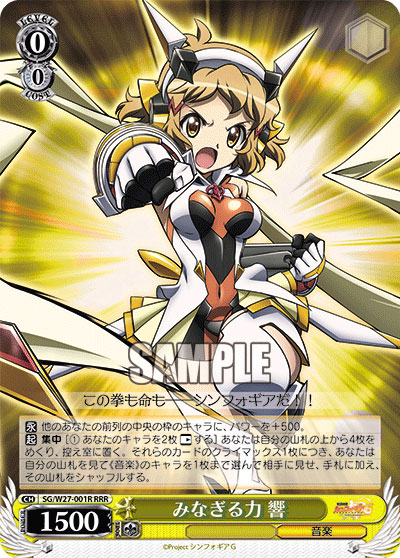 LEVEL
0
0
COST
SAMPLE
この拳も命も――シンフォギアだ!!
永 他のあなたの前列の中央の枠のキャラに、パワーを+500。
起 集中[① あなたのキャラを2枚 する] あなたは自分の山札の上から4枚をめくり、控え室に置く。それらのカードのクライマックス1枚につき、あなたは自分の山札を見て《音楽》のキャラを1枚まで選んで相手に見せ、手札に加え、その山札をシャッフルする。
CH SG/W27-001R RRR
1500
みなぎる力 響
音楽
©Project シンフォギアG